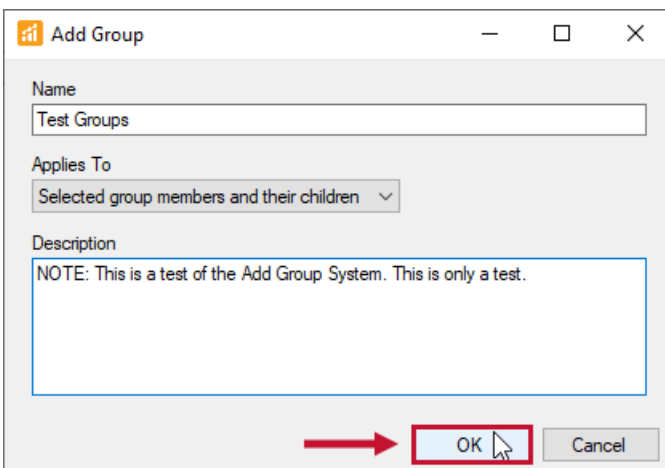 Add Group
Name
Test Groups
Applies To
Selected group members and their children
Description
NOTE: This is a test of the Add Group System. This is only a test.
OK
Cancel